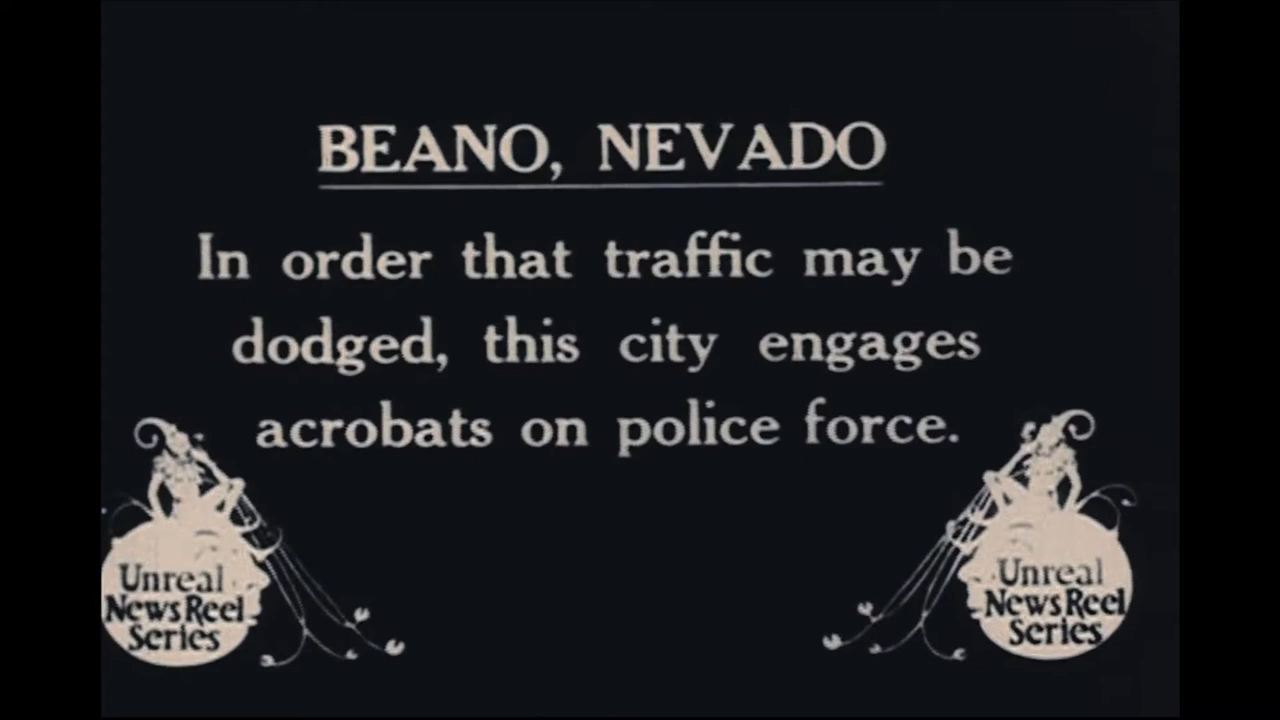 BEANO, NEVADO
In order that traffic may be
dodged, this city engages
acrobats on police force.
Unreal
News Reel
Series
Unreal
News Reel
Series